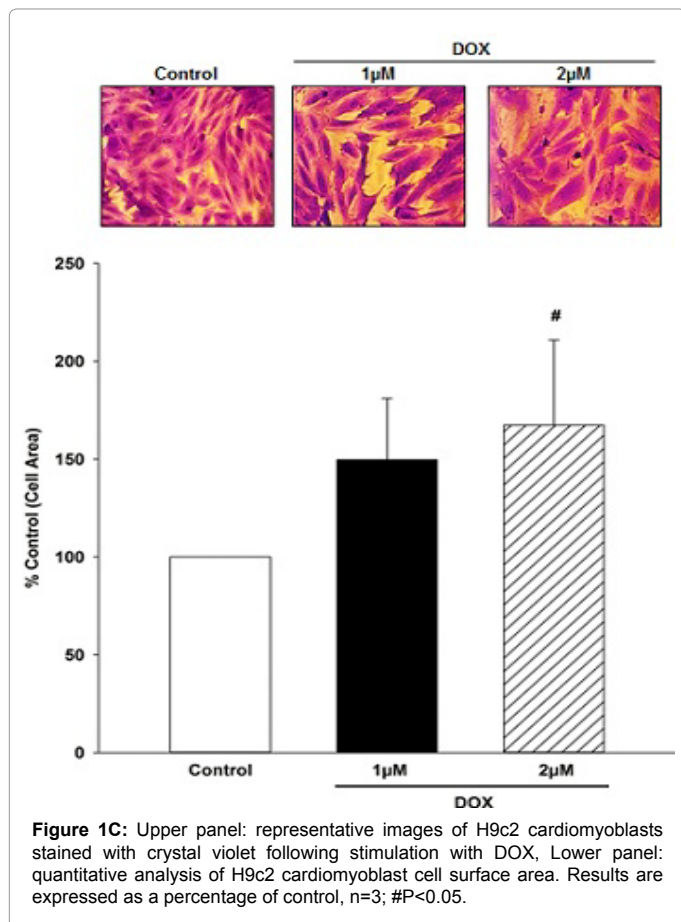 DOX
Control 1µM 2µM
250
#
200
150
100
50
0
% Control (Cell Area)
Control 1µM 2µM
DOX
Figure 1C: Upper panel: representative images of H9c2 cardiomyoblasts
stained with crystal violet following stimulation with DOX, Lower panel:
quantitative analysis of H9c2 cardiomyoblast cell surface area. Results are
expressed as a percentage of control, n=3; #P<0.05.